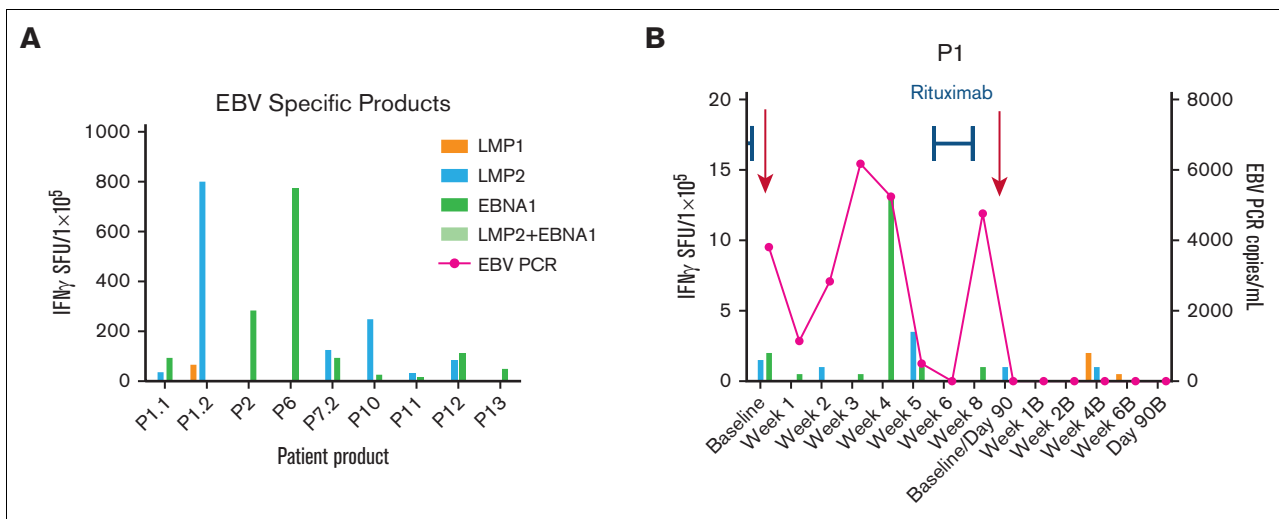 A
EBV Specific Products
IFNγ SFU/1×10⁵
1000
800
600
400
200
0
LMP1
LMP2
EBNA1
LMP2+EBNA1
EBV PCR
P1.1
P1.2
P2
P6
P7.2
P10
P11
P12
P13
Patient product
B
P1
Rituximab
IFNγ SFU/1×10⁵
20
15
10
5
0
8000
6000
4000
2000
0
EBV PCR copies/mL
Baseline
Week 1
Week 2
Week 3
Week 4
Week 5
Week 6
Week 8
Baseline/Day 90
Week 1B
Week 2B
Week 4B
Week 6B
Day 90B